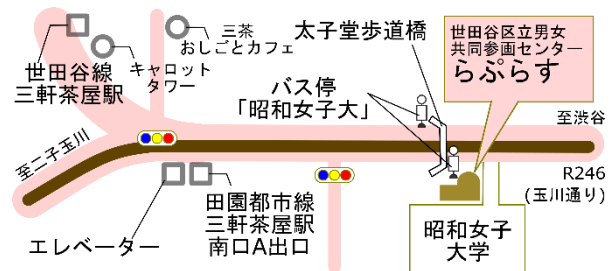 三茶
おしごとカフェ
太子堂歩道橋
世田谷区立男女
共同参画センター
らぷらす
世田谷線
三軒茶屋駅
キャロット
タワー
バス停
「昭和女子大」
至渋谷
至二子玉川
R246
(玉川通り)
エレベーター
田園都市線
三軒茶屋駅
南口A出口
昭和女子
大学